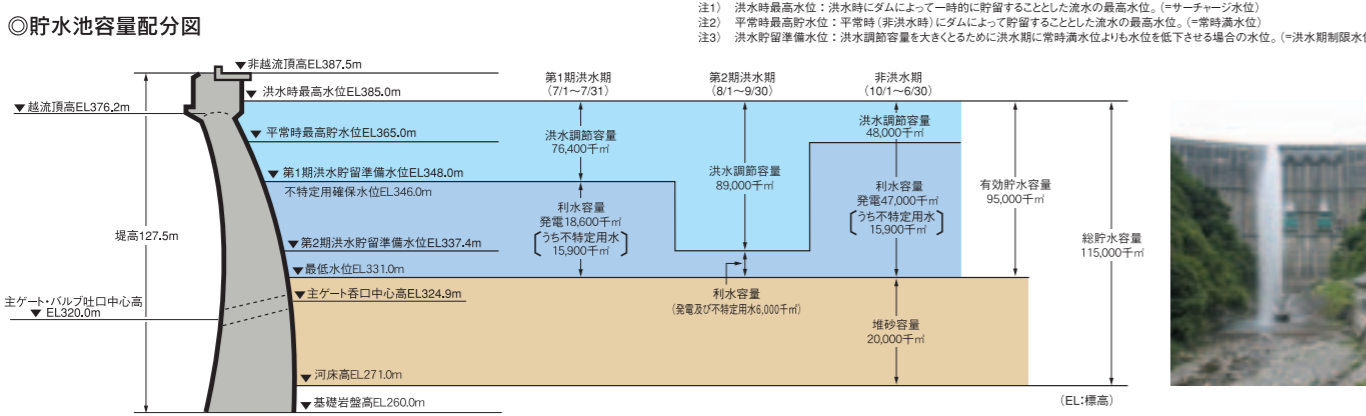 注1) 洪水時最高水位：洪水時にダムによって一時的に貯留することとした流水の最高水位。(=サーチャージ水位)
注2) 平常時最高貯水位：平常時(非洪水時)にダムによって貯留することとした流水の最高水位。(=常時満水位)
注3) 洪水貯留準備水位：洪水調節容量を大きくとるために洪水期に常時満水位よりも水位を低下させる場合の水位。(=洪水期制限水位
◎貯水池容量配分図
▼非越流頂高EL387.5m
▼洪水時最高水位EL385.0m
▼越流頂高EL376.2m
▼平常時最高貯水位EL365.0m
▼第1期洪水貯留準備水位EL348.0m
不特定用確保水位EL346.0m
堤高127.5m
▼第2期洪水貯留準備水位EL337.4m
▼最低水位EL331.0m
▼主ゲート呑口中心高EL324.9m
主ゲート・バルブ吐口中心高
▼EL320.0m
▼河床高EL271.0m
▼基礎岩盤高EL260.0m
第1期洪水期
(7/1～7/31)
洪水調節容量
76,400千㎥
利水容量
発電18,600千㎥
うち不特定用水
15,900千㎥
第2期洪水期
(8/1～9/30)
洪水調節容量
89,000千㎥
利水容量
(発電及び不特定用水6,000千㎥)
非洪水期
(10/1～6/30)
洪水調節容量
48,000千㎥
利水容量
発電47,000千㎥
うち不特定用水
15,900千㎥
堆砂容量
20,000千㎥
有効貯水容量
95,000千㎥
総貯水容量
115,000千㎥
(EL:標高)